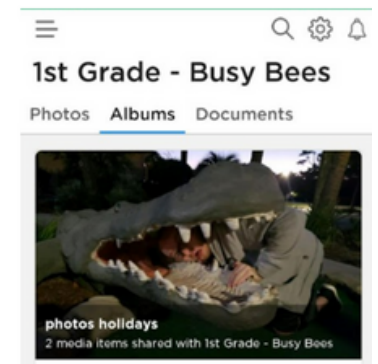 1st Grade - Busy Bees
Photos Albums Documents
photos holidays
2 media items shared with 1st Grade - Busy Bees